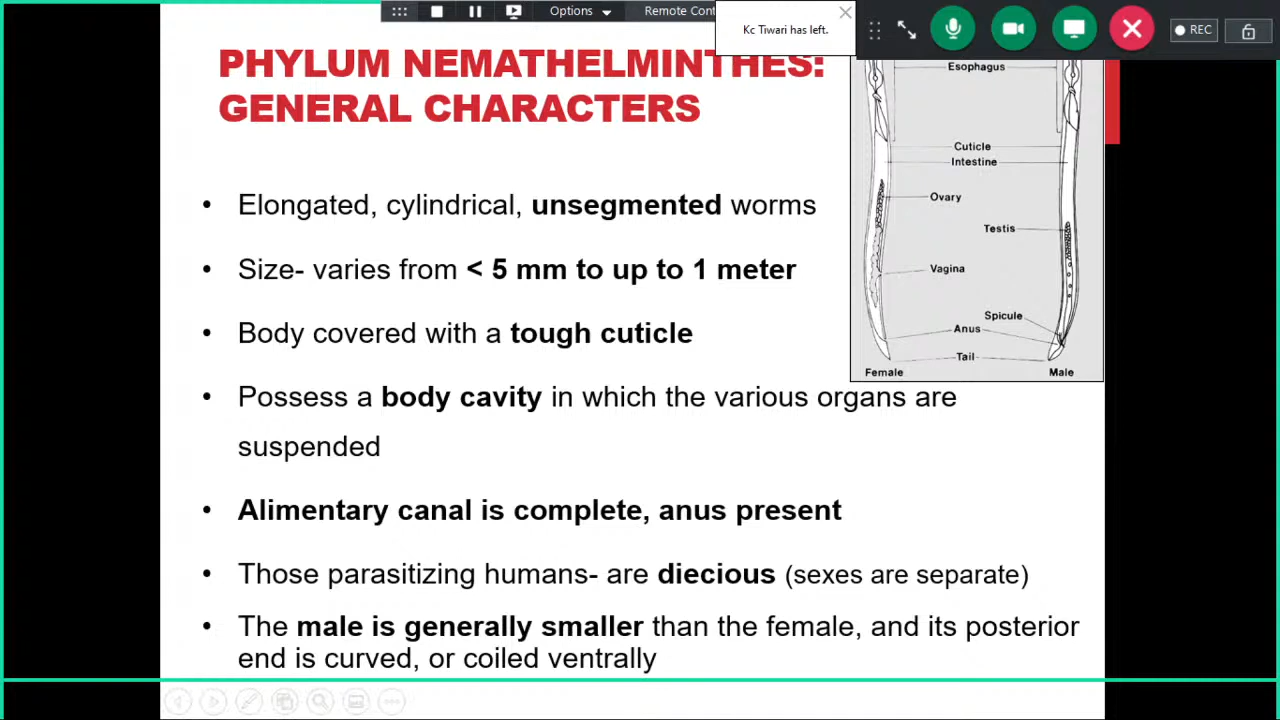 Options
Remote Cont
Kc Tiwari has left.
REC
PHYLUM NEMATHELMINTHES:
GENERAL CHARACTERS
• Elongated, cylindrical, unsegmented worms
• Size- varies from < 5 mm to up to 1 meter
• Body covered with a tough cuticle
• Possess a body cavity in which the various organs are
suspended
• Alimentary canal is complete, anus present
• Those parasitizing humans- are diecious (sexes are separate)
• The male is generally smaller than the female, and its posterior
end is curved, or coiled ventrally
Esophagus
Cuticle
Intestine
Ovary
Testis
Vagina
Spicule
Anus
Tail
Female
Male